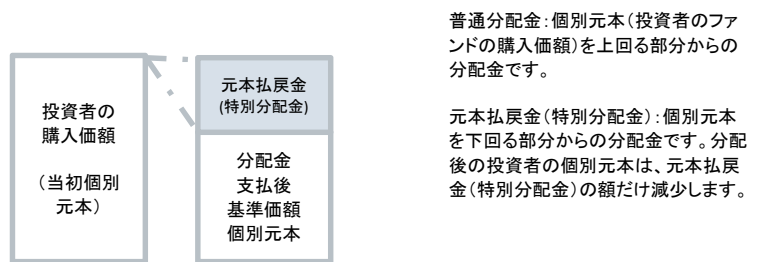 投資者の
購入価額
(当初個別
元本)
元本払戻金
(特別分配金)
分配金
支払後
基準価額
個別元本
普通分配金:個別元本(投資者のファ
ンドの購入価額)を上回る部分からの
分配金です。
元本払戻金(特別分配金):個別元本
を下回る部分からの分配金です。分配
後の投資者の個別元本は、元本払戻
金(特別分配金)の額だけ減少します。